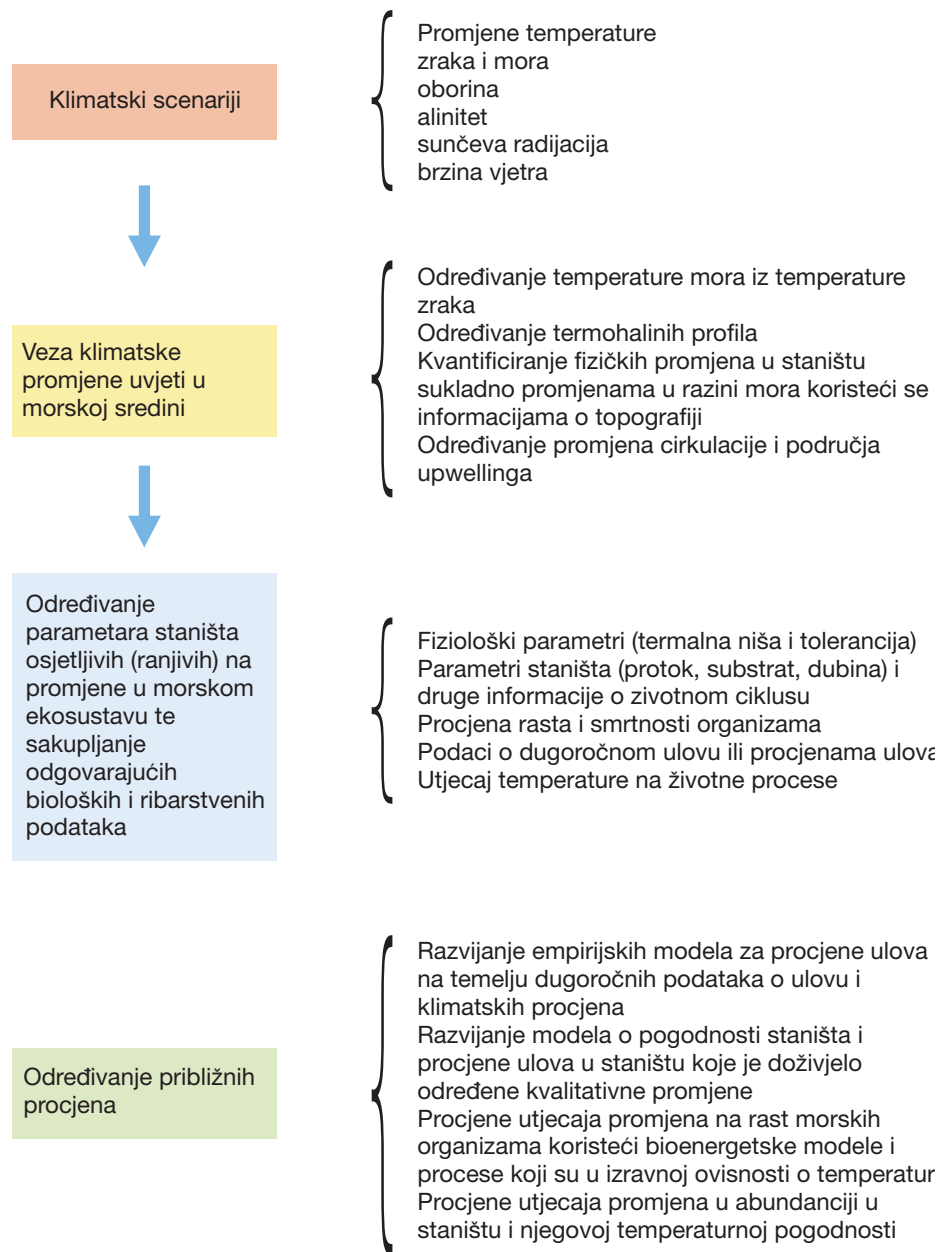 Klimatski scenariji
Promjene temperature
zraka i mora
oborina
alinitet
sunčeva radijacija
brzina vjetra
Veza klimatske
promjene uvjeti u
morskoj sredini
Određivanje temperature mora iz temperature
zraka
Određivanje termohalinih profila
Kvantificiranje fizičkih promjena u staništu
sukladno promjenama u razini mora koristeći se
informacijama o topografiji
Određivanje promjena cirkulacije i područja
upwellinga
Određivanje
parametara staništa
osjetljivih (ranjivih) na
promjene u morskom
ekosustavu te
sakupljanje
odgovarajućih
bioloških i ribarstvenih
podataka
Fiziološki parametri (termalna niša i tolerancija)
Parametri staništa (protok, substrat, dubina) i
druge informacije o zivotnom ciklusu
Procjena rasta i smrtnosti organizama
Podaci o dugoročnom ulovu ili procjenama ulova
Utjecaj temperature na životne procese
Određivanje približnih
procjena
Razvijanje empirijskih modela za procjene ulova
na temelju dugoročnih podataka o ulovu i
klimatskih procjena
Razvijanje modela o pogodnosti staništa i
procjene ulova u staništu koje je doživjelo
određene kvalitativne promjene
Procjene utjecaja promjena na rast morskih
organizama koristeći bioenergetske modele i
procese koji su u izravnoj ovisnosti o temperatur
Procjene utjecaja promjena u abundanciji u
staništu i njegovoj temperaturnoj pogodnosti